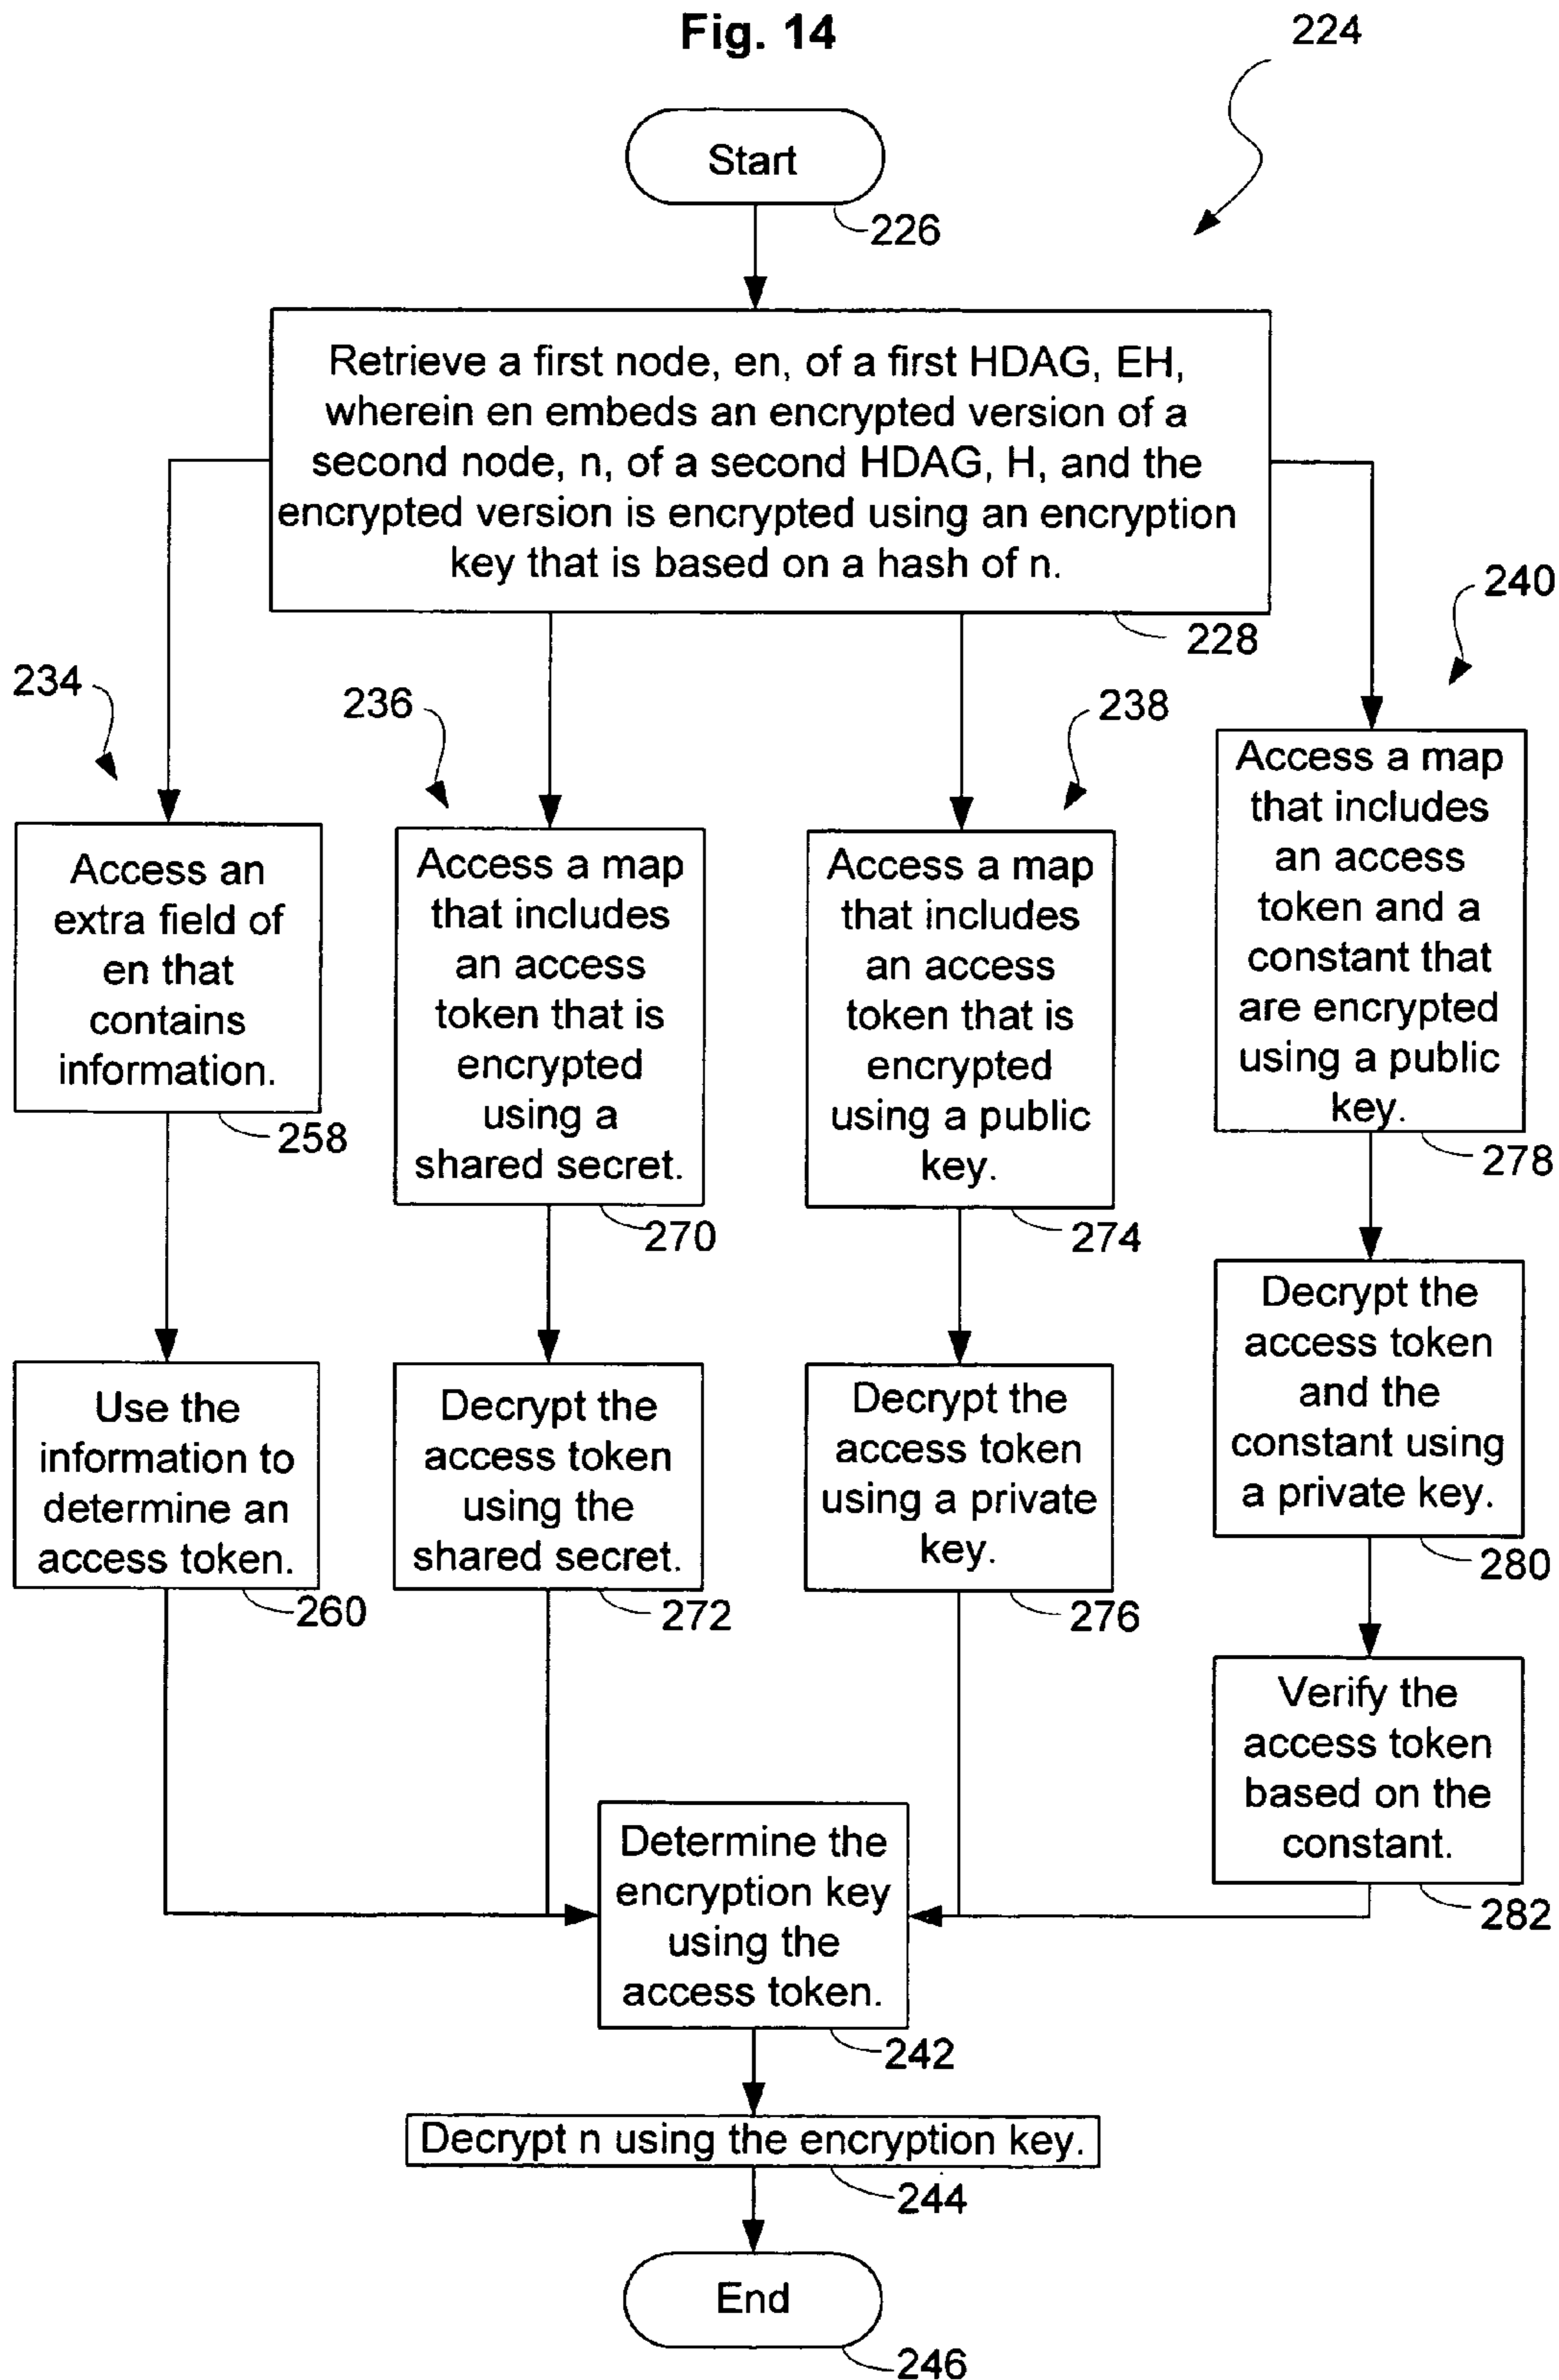 Fig. 14
224
Start
226
Retrieve a first node, en, of a first HDAG, EH,
wherein en embeds an encrypted version of a
second node, n, of a second HDAG, H, and the
encrypted version is encrypted using an encryption
key that is based on a hash of n.
228
234
236
238
240
Access an
extra field of
en that
contains
information.
258
Use the
information to
determine an
access token.
260
Access a map
that includes
an access
token that is
encrypted
using a
shared secret.
270
Decrypt the
access token
using the
shared secret.
272
Access a map
that includes
an access
token that is
encrypted
using a public
key.
274
Decrypt the
access token
using a private
key.
276
Access a map
that includes
an access
token and a
constant that
are encrypted
using a public
key.
278
Decrypt the
access token
and the
constant using
a private key.
280
Verify the
access token
based on the
constant.
282
Determine the
encryption key
using the
access token.
242
Decrypt n using the encryption key.
244
End
246